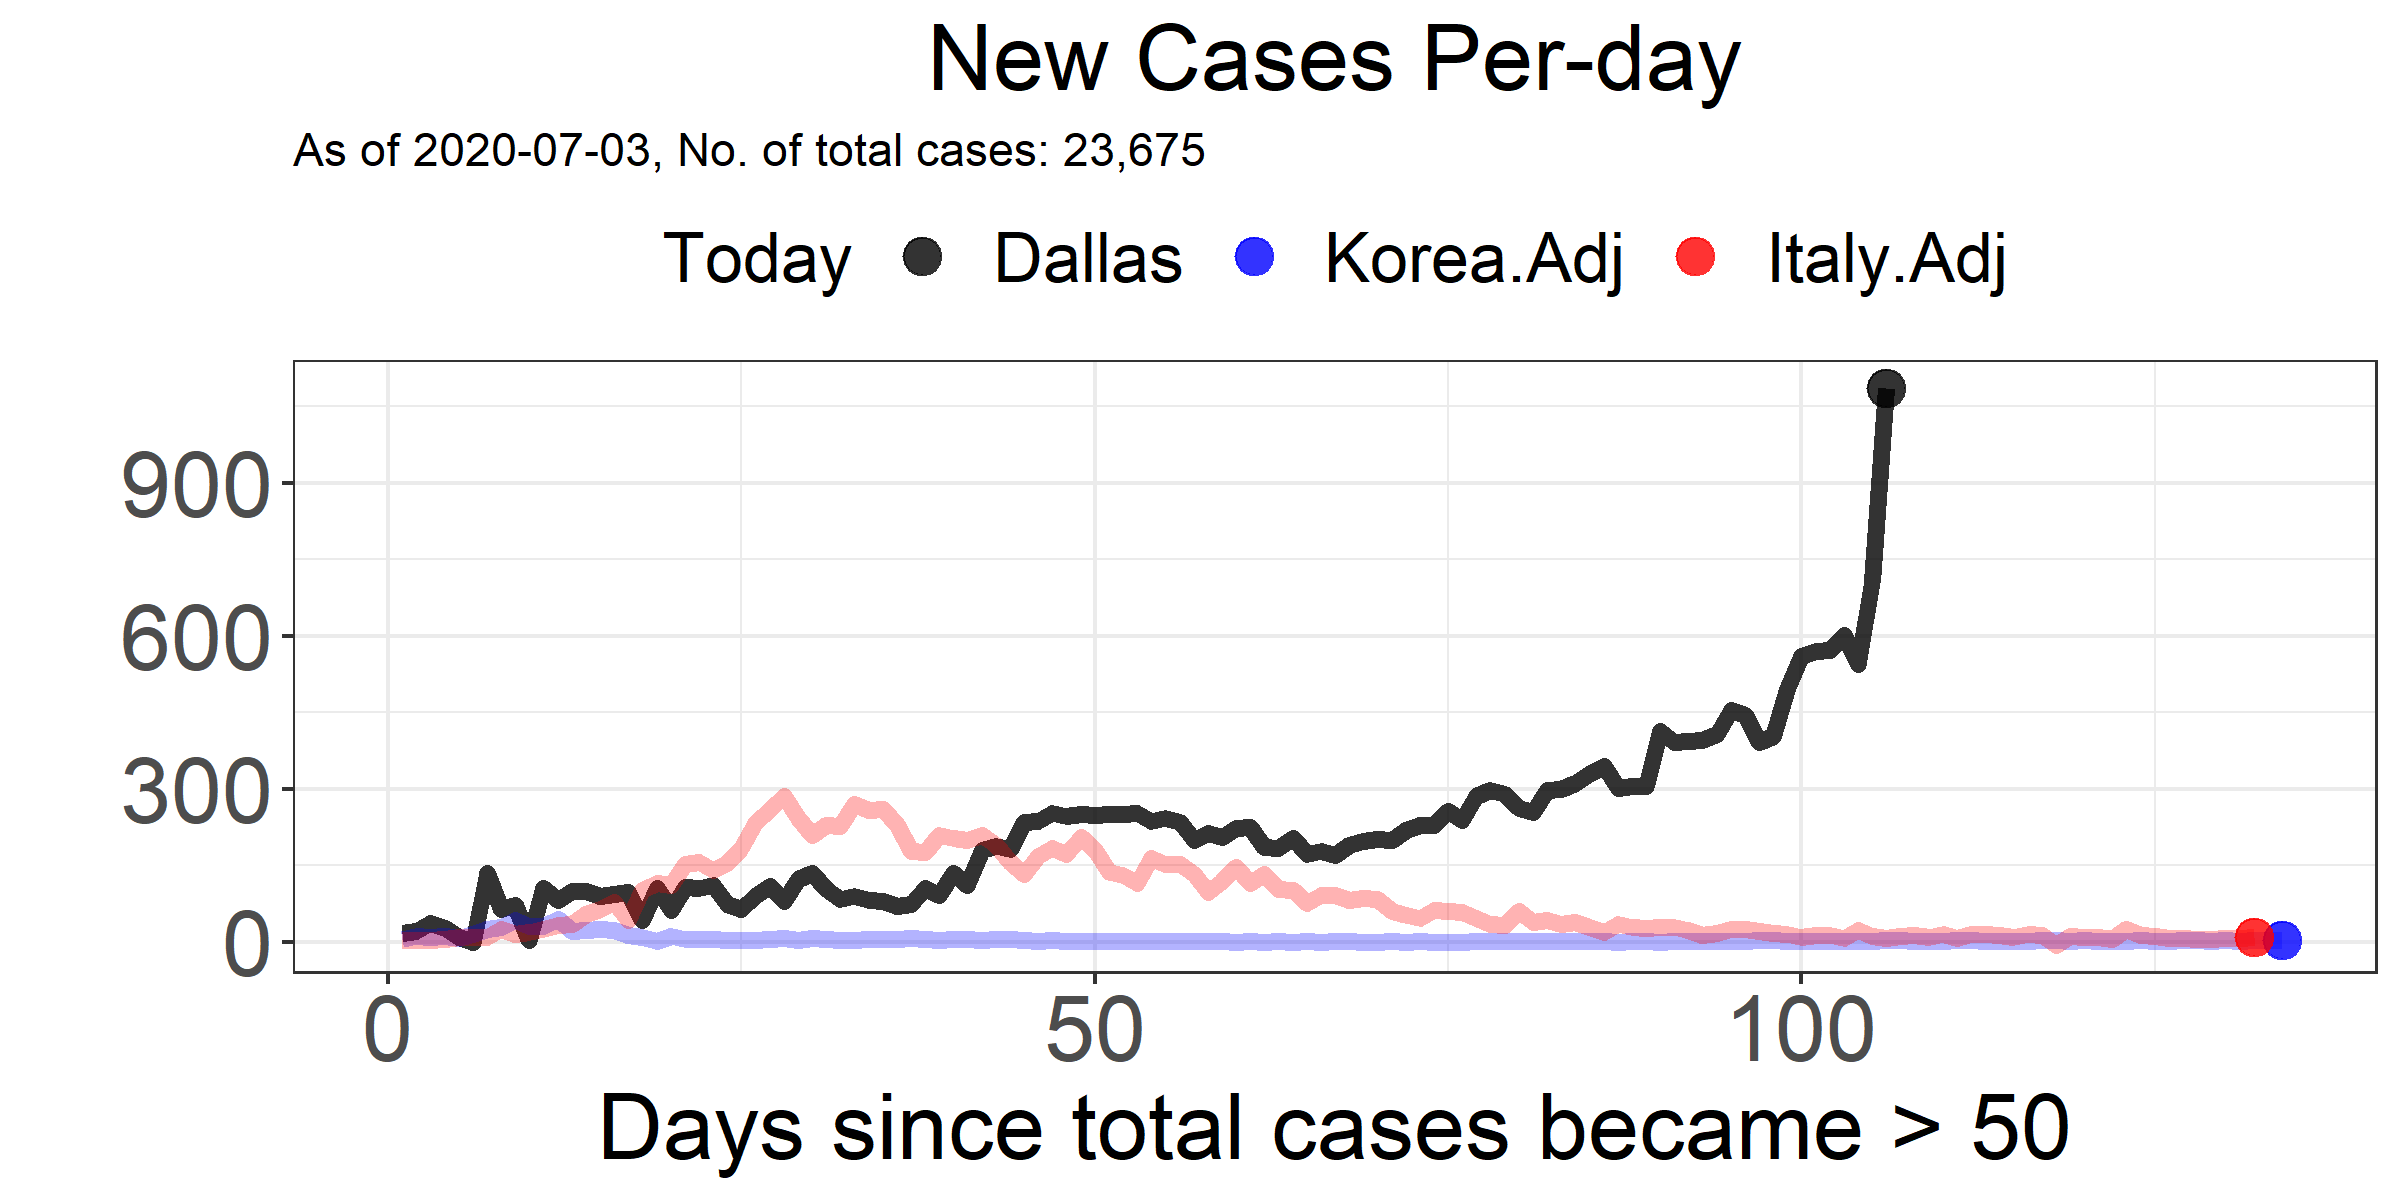 New Cases Per-day
As of 2020-07-03, No. of total cases: 23,675
Today Dallas Korea.Adj Italy.Adj
900
600
300
0
0 50 100
Days since total cases became > 50